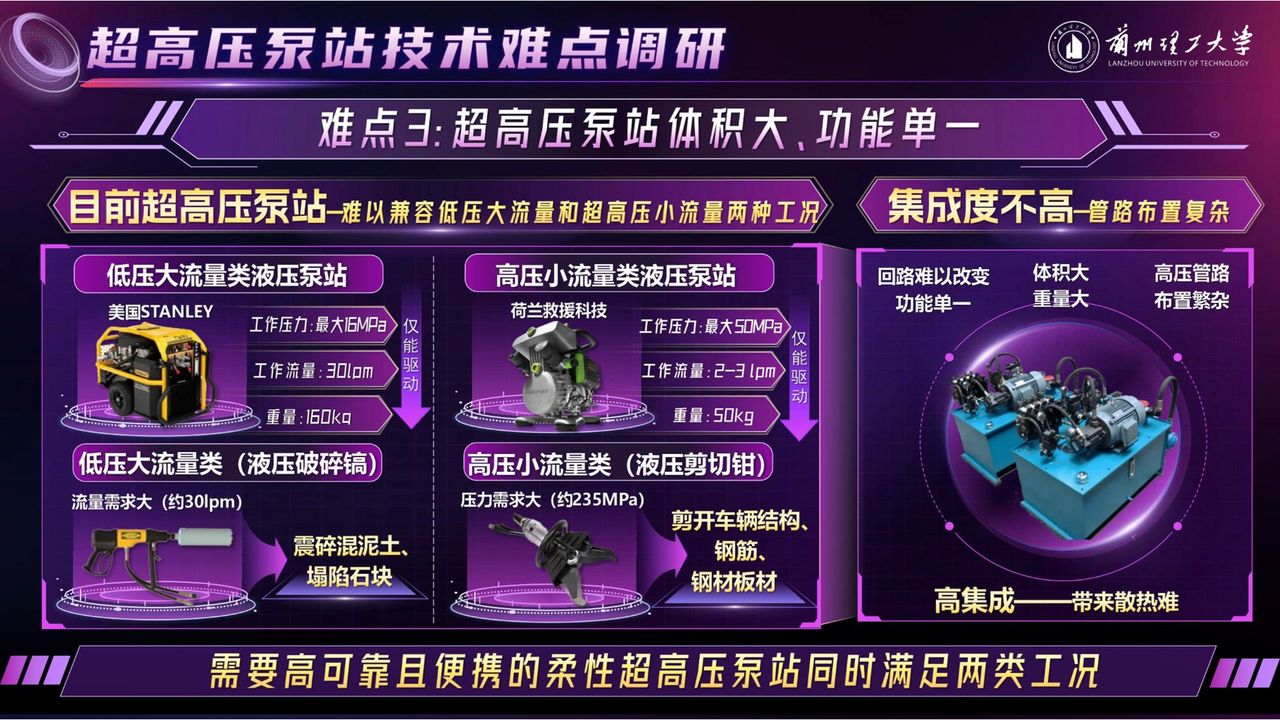 超高压泵站技术难点调研
蘭州理工大学
LANZHOU UNIVERSITY OF TECHNOLOGY
难点3:超高压泵站体积大、功能单一
目前超高压泵站—难以兼容低压大流量和超高压小流量两种工况
低压大流量类液压泵站
美国STANLEY
工作压力:最大16MPa
工作流量:30lpm
重量:160kg
仅能驱动
低压大流量类（液压破碎镐）
流量需求大（约30lpm）
震碎混泥土、
塌陷石块
高压小流量类液压泵站
荷兰救援科技
工作压力:最大50MPa
工作流量:2-3 lpm
重量:50kg
仅能驱动
高压小流量类（液压剪切钳）
压力需求大（约235MPa）
剪开车辆结构、
钢筋、
钢材板材
集成度不高—管路布置复杂
回路难以改变
功能单一
体积大
重量大
高压管路
布置繁杂
高集成——带来散热难
需要高可靠且便携的柔性超高压泵站同时满足两类工况